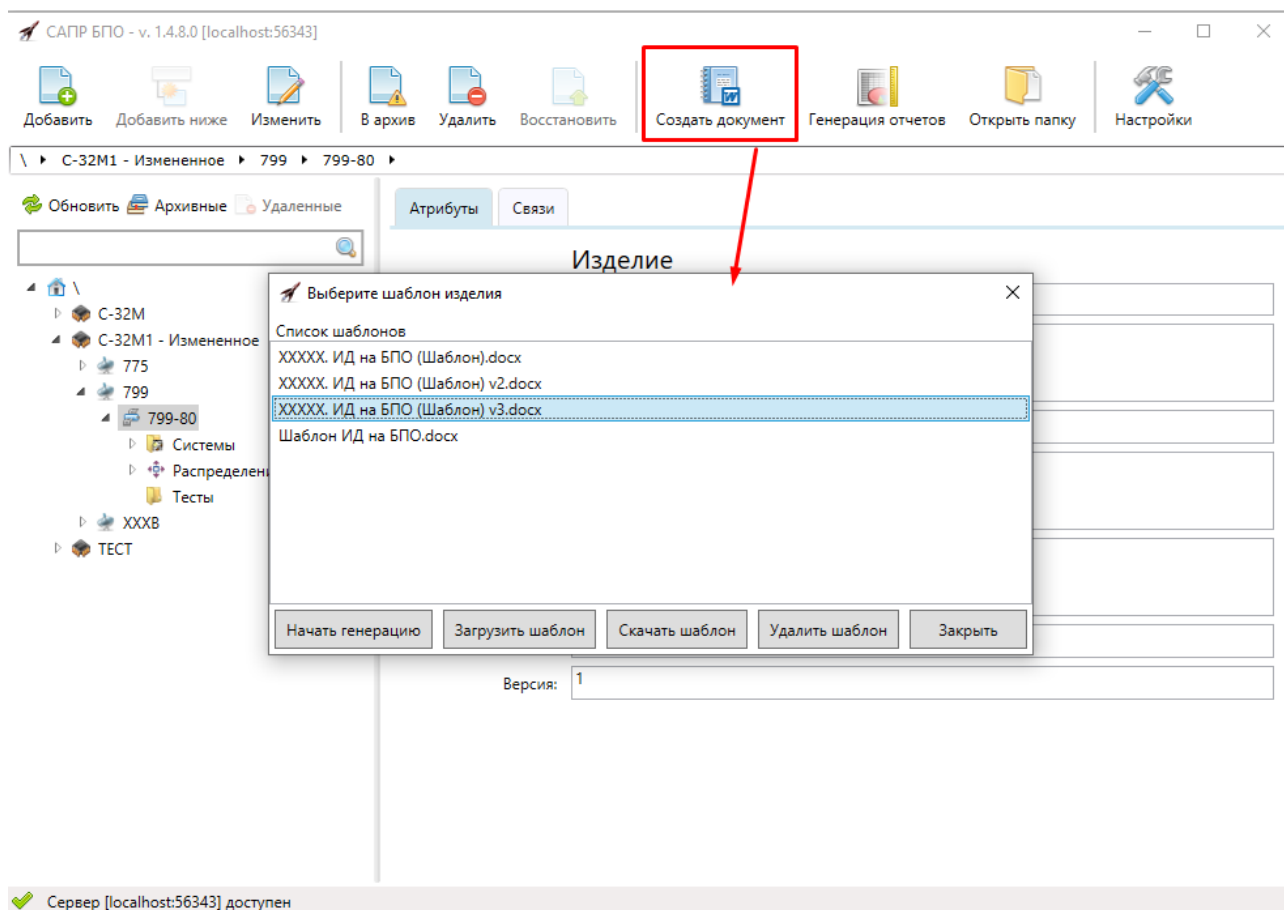 САПР БПО - v. 1.4.8.0 [localhost:56343]
Добавить Добавить ниже Изменить В архив Удалить Восстановить Создать документ Генерация отчетов Открыть папку Настройки
\ С-32М1 - Измененное 799 799-80
Обновить Архивные Удаленные
Атрибуты Связи
Изделие
\
С-32М
С-32М1 - Измененное
775
799
799-80
Системы
Распределени
Тесты
XXXВ
ТЕСТ
Выберите шаблон изделия
Список шаблонов
XXXXX. ИД на БПО (Шаблон).docx
XXXXX. ИД на БПО (Шаблон) v2.docx
XXXXX. ИД на БПО (Шаблон) v3.docx
Шаблон ИД на БПО.docx
Начать генерацию Загрузить шаблон Скачать шаблон Удалить шаблон Закрыть
Версия: 1
Сервер [localhost:56343] доступен